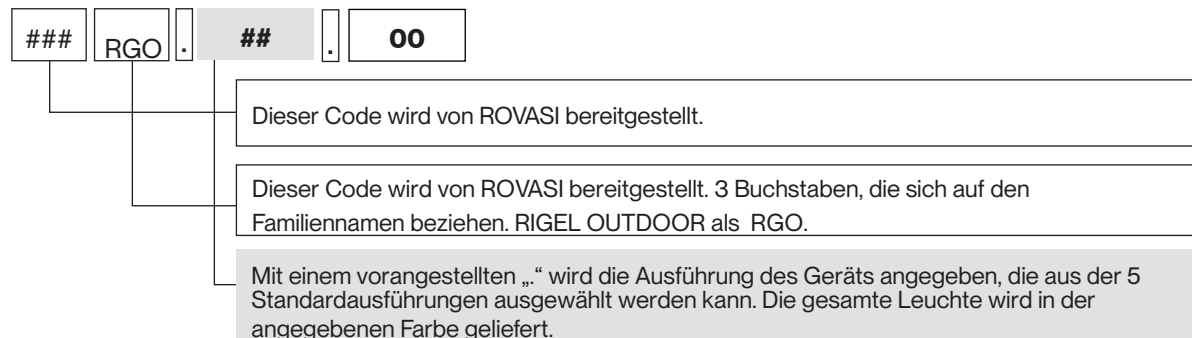 ### RGO . ## . 00
Dieser Code wird von ROVASI bereitgestellt.
Dieser Code wird von ROVASI bereitgestellt. 3 Buchstaben, die sich auf den
Familiennamen beziehen. RIGEL OUTDOOR als RGO.
Mit einem vorangestellten „.“ wird die Ausführung des Geräts angegeben, die aus der 5
Standardausführungen ausgewählt werden kann. Die gesamte Leuchte wird in der
angegebenen Farbe geliefert.